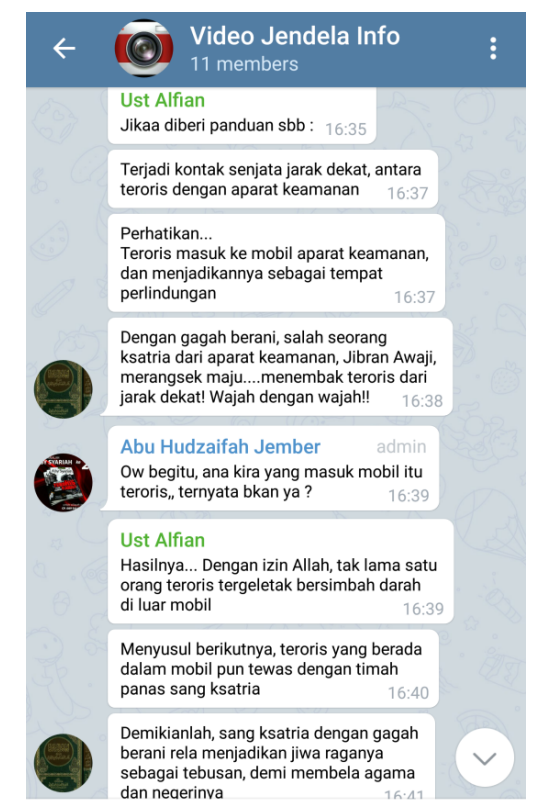 Video Jendela Info
11 members
Ust Alfian
Jikaa diberi panduan sbb : 16:35
Terjadi kontak senjata jarak dekat, antara
teroris dengan aparat keamanan 16:37
Perhatikan...
Teroris masuk ke mobil aparat keamanan,
dan menjadikannya sebagai tempat
perlindungan 16:37
Dengan gagah berani, salah seorang
ksatria dari aparat keamanan, Jibran Awaji,
merangsek maju....menembak teroris dari
jarak dekat! Wajah dengan wajah!! 16:38
Abu Hudzaifah Jember admin
Ow begitu, ana kira yang masuk mobil itu
teroris,, ternyata bkan ya ? 16:39
Ust Alfian
Hasilnya... Dengan izin Allah, tak lama satu
orang teroris tergeletak bersimbah darah
di luar mobil 16:39
Menyusul berikutnya, teroris yang berada
dalam mobil pun tewas dengan timah
panas sang ksatria 16:40
Demikianlah, sang ksatria dengan gagah
berani rela menjadikan jiwa raganya
sebagai tebusan, demi membela agama
dan negerinya 16:41